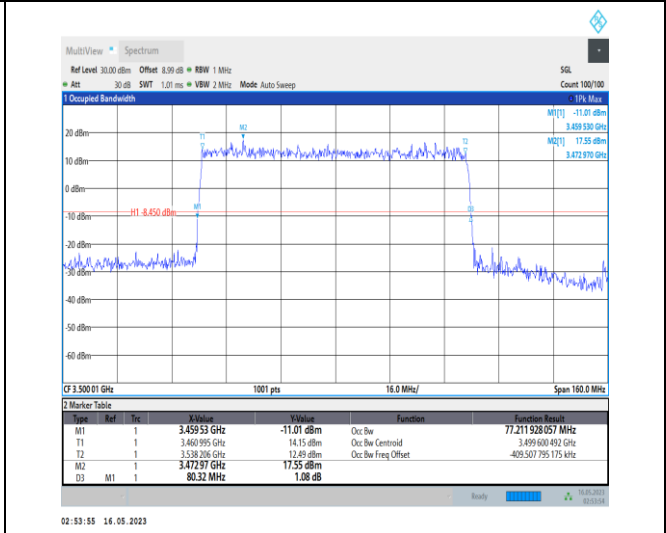 MultiView Spectrum
Ref Level 30.00 dBm Offset 8.99 dB RBW 1 MHz SGL
Att 30 dB SWT 1.01 ms VBW 2 MHz Mode Auto Sweep Count 100/100
1 Occupied Bandwidth 1Pk Max
M1[1] -11.01 dBm
3.459 530 GHz
M2[1] 17.55 dBm
3.472 970 GHz
M2
T1
T2
20 dBm
10 dBm
0 dBm
M1
D3
H1 -8.450 dBm
-10 dBm
-20 dBm
-30 dBm
-40 dBm
-50 dBm
-60 dBm
CF 3.500 01 GHz 1001 pts 16.0 MHz/ Span 160.0 MHz
2 Marker Table
Type Ref Trc X-Value Y-Value Function Function Result
M1 1 3.459 53 GHz -11.01 dBm Occ Bw 77.211 928 057 MHz
T1 1 3.460 995 GHz 14.15 dBm Occ Bw Centroid 3.499 600 492 GHz
T2 1 3.538 206 GHz 12.49 dBm Occ Bw Freq Offset -409.507 795 175 kHz
M2 1 3.472 97 GHz 17.55 dBm
D3 M1 1 80.32 MHz 1.08 dB
Ready 16.05.2023
02:53:54
02:53:55 16.05.2023